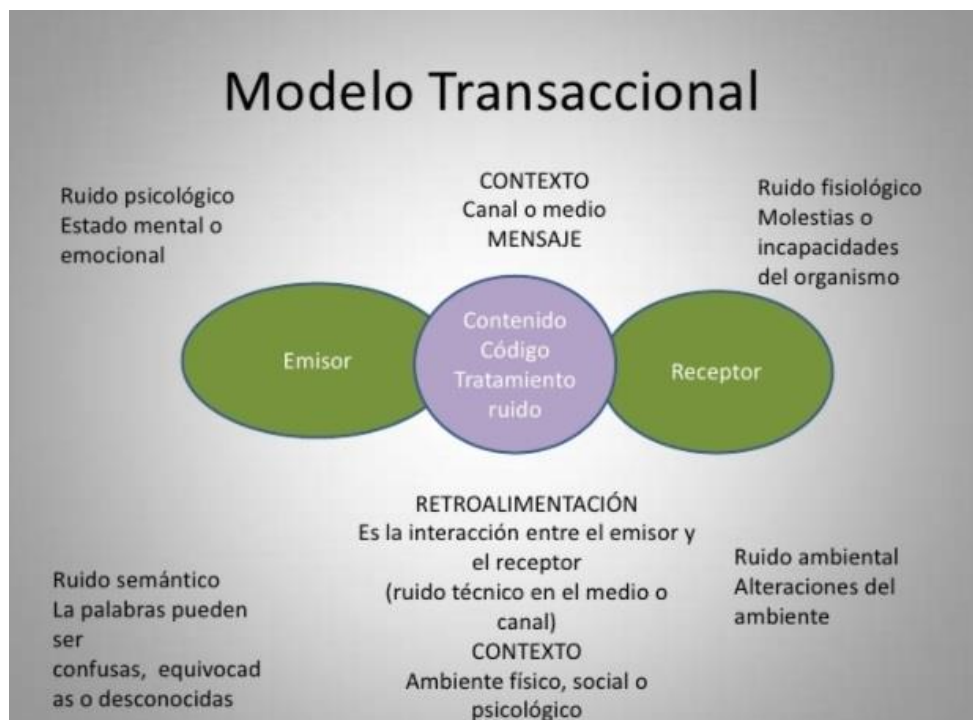 Modelo Transaccional
Ruido psicológico
Estado mental o
emocional
CONTEXTO
Canal o medio
MENSAJE
Ruido fisiológico
Molestias o
incapacidades
del organismo
Emisor
Contenido
Código
Tratamiento
ruido
Receptor
RETROALIMENTACIÓN
Es la interacción entre el emisor y
el receptor
(ruido técnico en el medio o
canal)
CONTEXTO
Ambiente físico, social o
psicológico
Ruido semántico
La palabras pueden
ser
confusas, equivocad
as o desconocidas
Ruido ambiental
Alteraciones del
ambiente